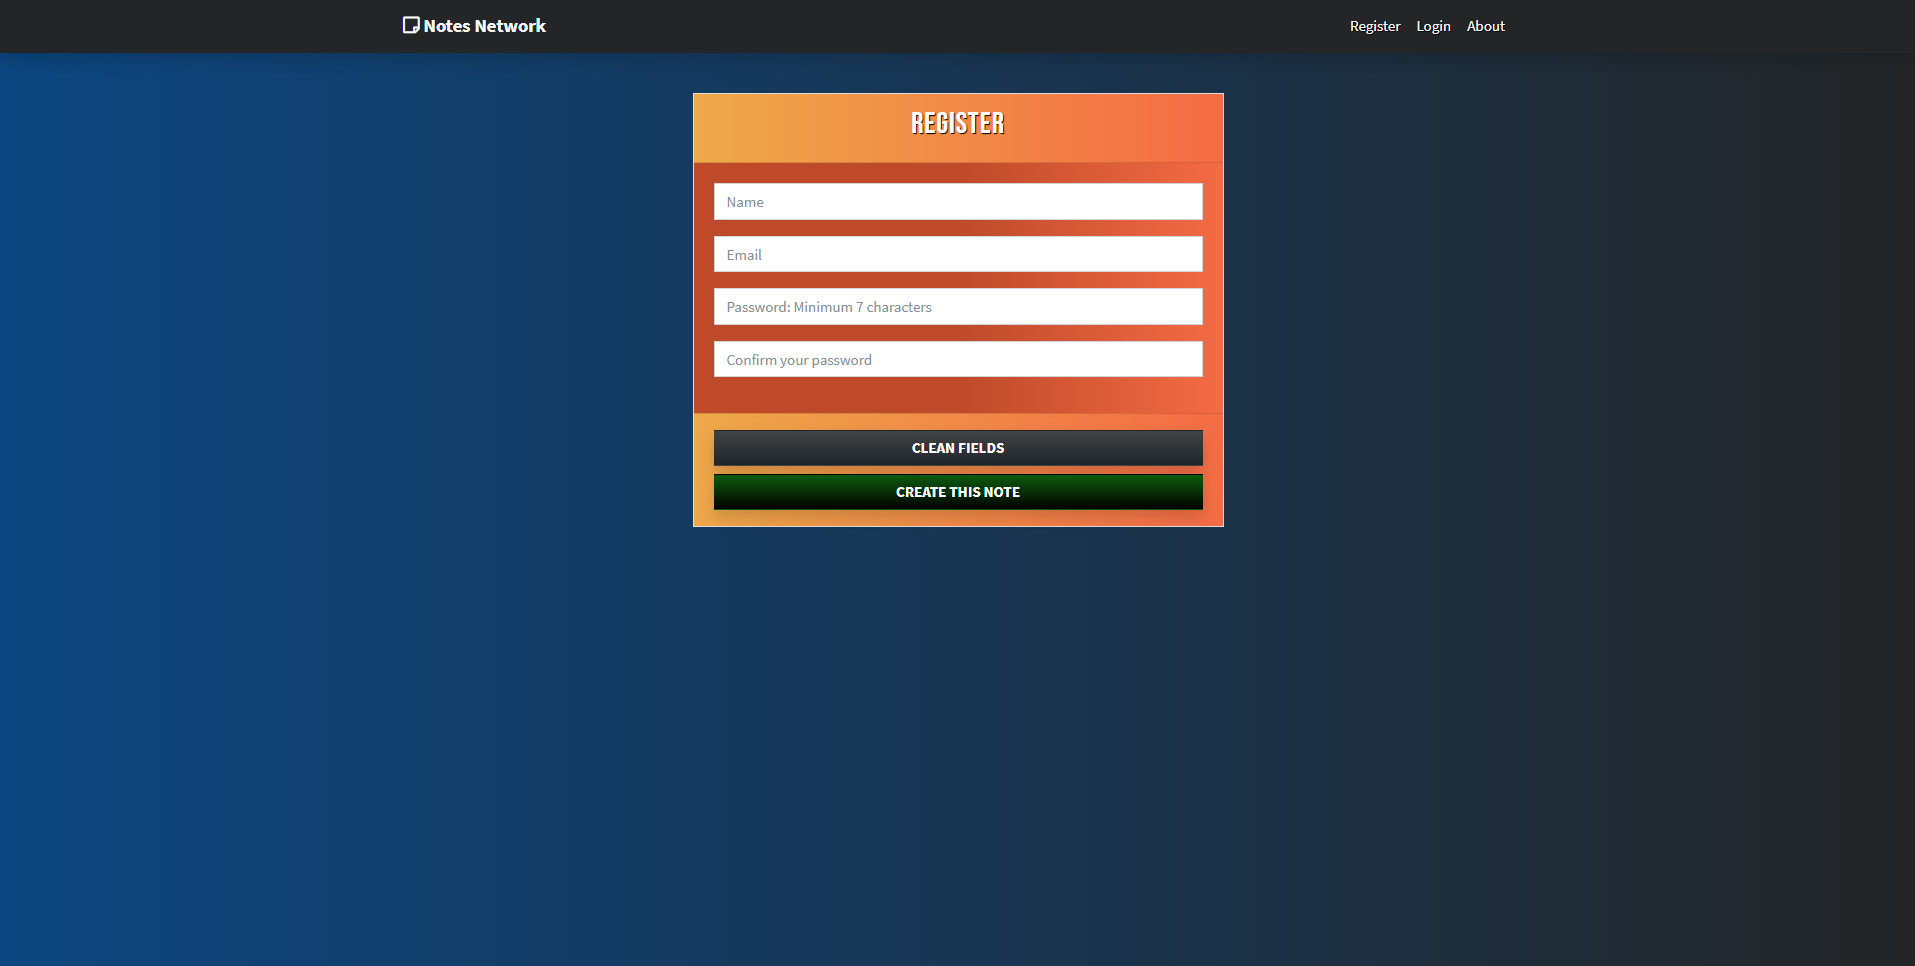 Notes Network
Register Login About
REGISTER
Name
Email
Password: Minimum 7 characters
Confirm your password
CLEAN FIELDS
CREATE THIS NOTE